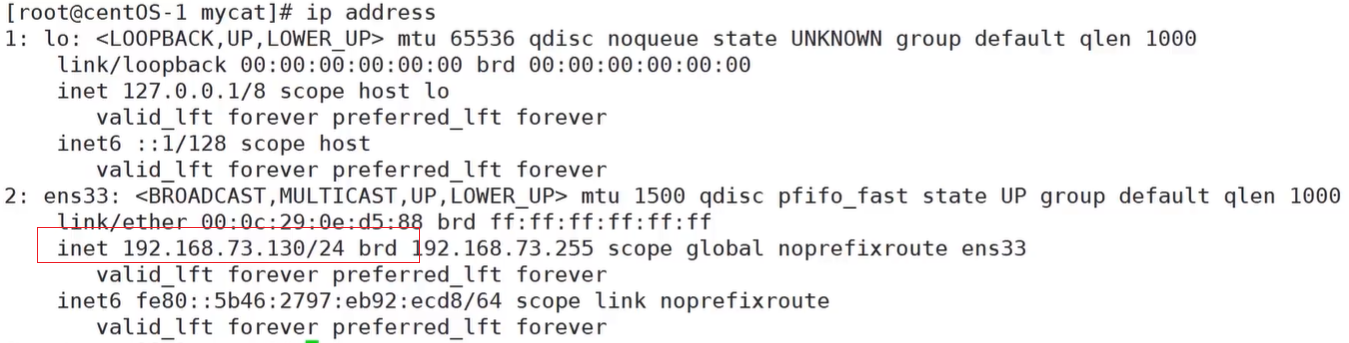 [root@centOS-1 mycat]# ip address
1: lo: <LOOPBACK,UP,LOWER_UP> mtu 65536 qdisc noqueue state UNKNOWN group default qlen 1000
    link/loopback 00:00:00:00:00:00 brd 00:00:00:00:00:00
    inet 127.0.0.1/8 scope host lo
       valid_lft forever preferred_lft forever
    inet6 ::1/128 scope host
       valid_lft forever preferred_lft forever
2: ens33: <BROADCAST,MULTICAST,UP,LOWER_UP> mtu 1500 qdisc pfifo_fast state UP group default qlen 1000
    link/ether 00:0c:29:0e:d5:88 brd ff:ff:ff:ff:ff:ff
    inet 192.168.73.130/24 brd 192.168.73.255 scope global noprefixroute ens33
       valid_lft forever preferred_lft forever
    inet6 fe80::5b46:2797:eb92:ecd8/64 scope link noprefixroute
       valid_lft forever preferred_lft forever